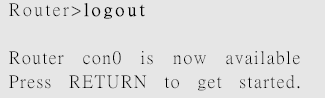 Router>logout
Router con0 is now available
Press RETURN to get started.